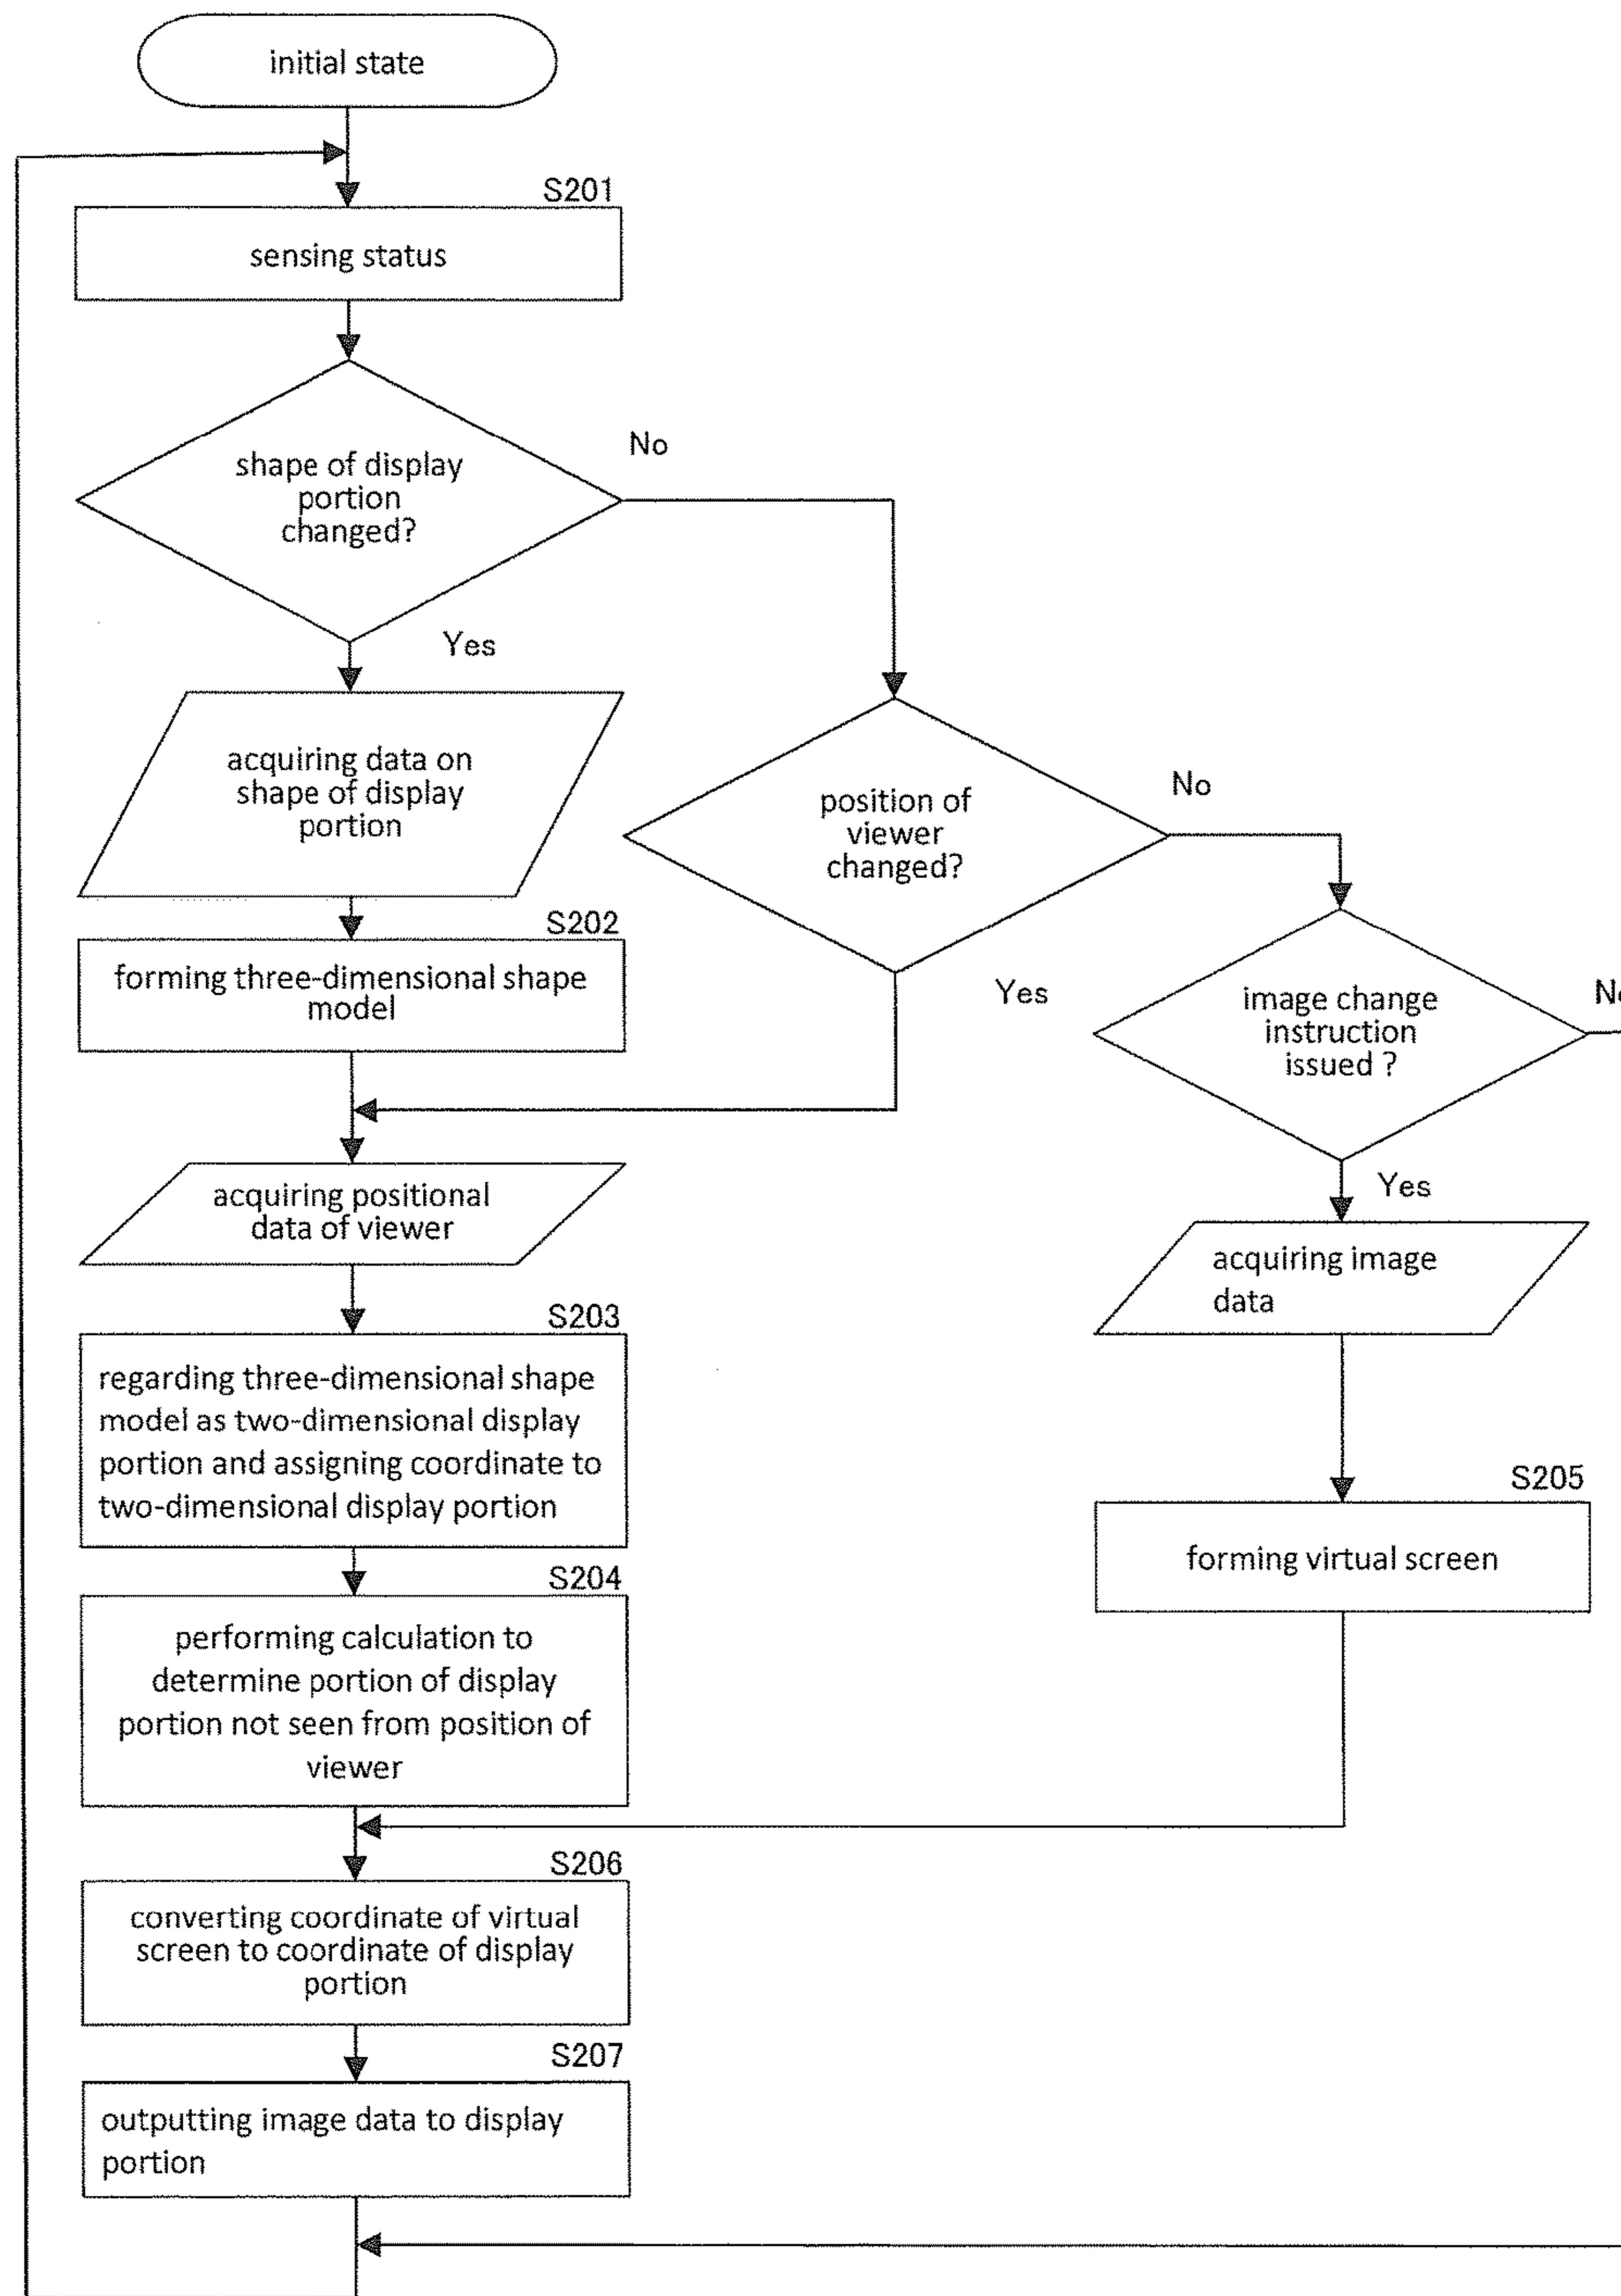 initial state
S201
sensing status
shape of display
portion
changed?
No
Yes
acquiring data on
shape of display
portion
position of
viewer
changed?
No
S202
forming three-dimensional shape
model
Yes
image change
instruction
issued ?
No
acquiring positional
data of viewer
Yes
acquiring image
data
S203
regarding three-dimensional shape
model as two-dimensional display
portion and assigning coordinate to
two-dimensional display portion
S205
forming virtual screen
S204
performing calculation to
determine portion of display
portion not seen from position of
viewer
S206
converting coordinate of virtual
screen to coordinate of display
portion
S207
outputting image data to display
portion